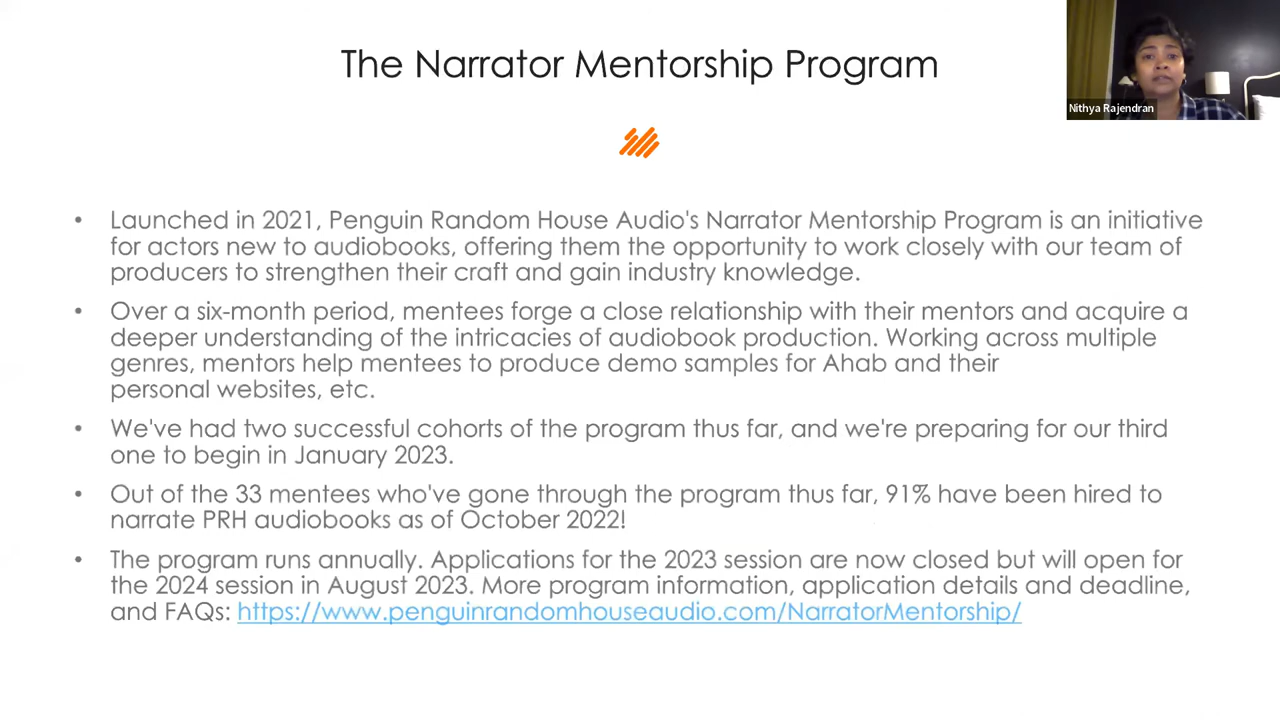 The Narrator Mentorship Program
Nithya Rajendran
• Launched in 2021, Penguin Random House Audio's Narrator Mentorship Program is an initiative
for actors new to audiobooks, offering them the opportunity to work closely with our team of
producers to strengthen their craft and gain industry knowledge.
• Over a six-month period, mentees forge a close relationship with their mentors and acquire a
deeper understanding of the intricacies of audiobook production. Working across multiple
genres, mentors help mentees to produce demo samples for Ahab and their
personal websites, etc.
• We've had two successful cohorts of the program thus far, and we're preparing for our third
one to begin in January 2023.
• Out of the 33 mentees who've gone through the program thus far, 91% have been hired to
narrate PRH audiobooks as of October 2022!
• The program runs annually. Applications for the 2023 session are now closed but will open for
the 2024 session in August 2023. More program information, application details and deadline,
and FAQs: https://www.penguinrandomhouseaudio.com/NarratorMentorship/